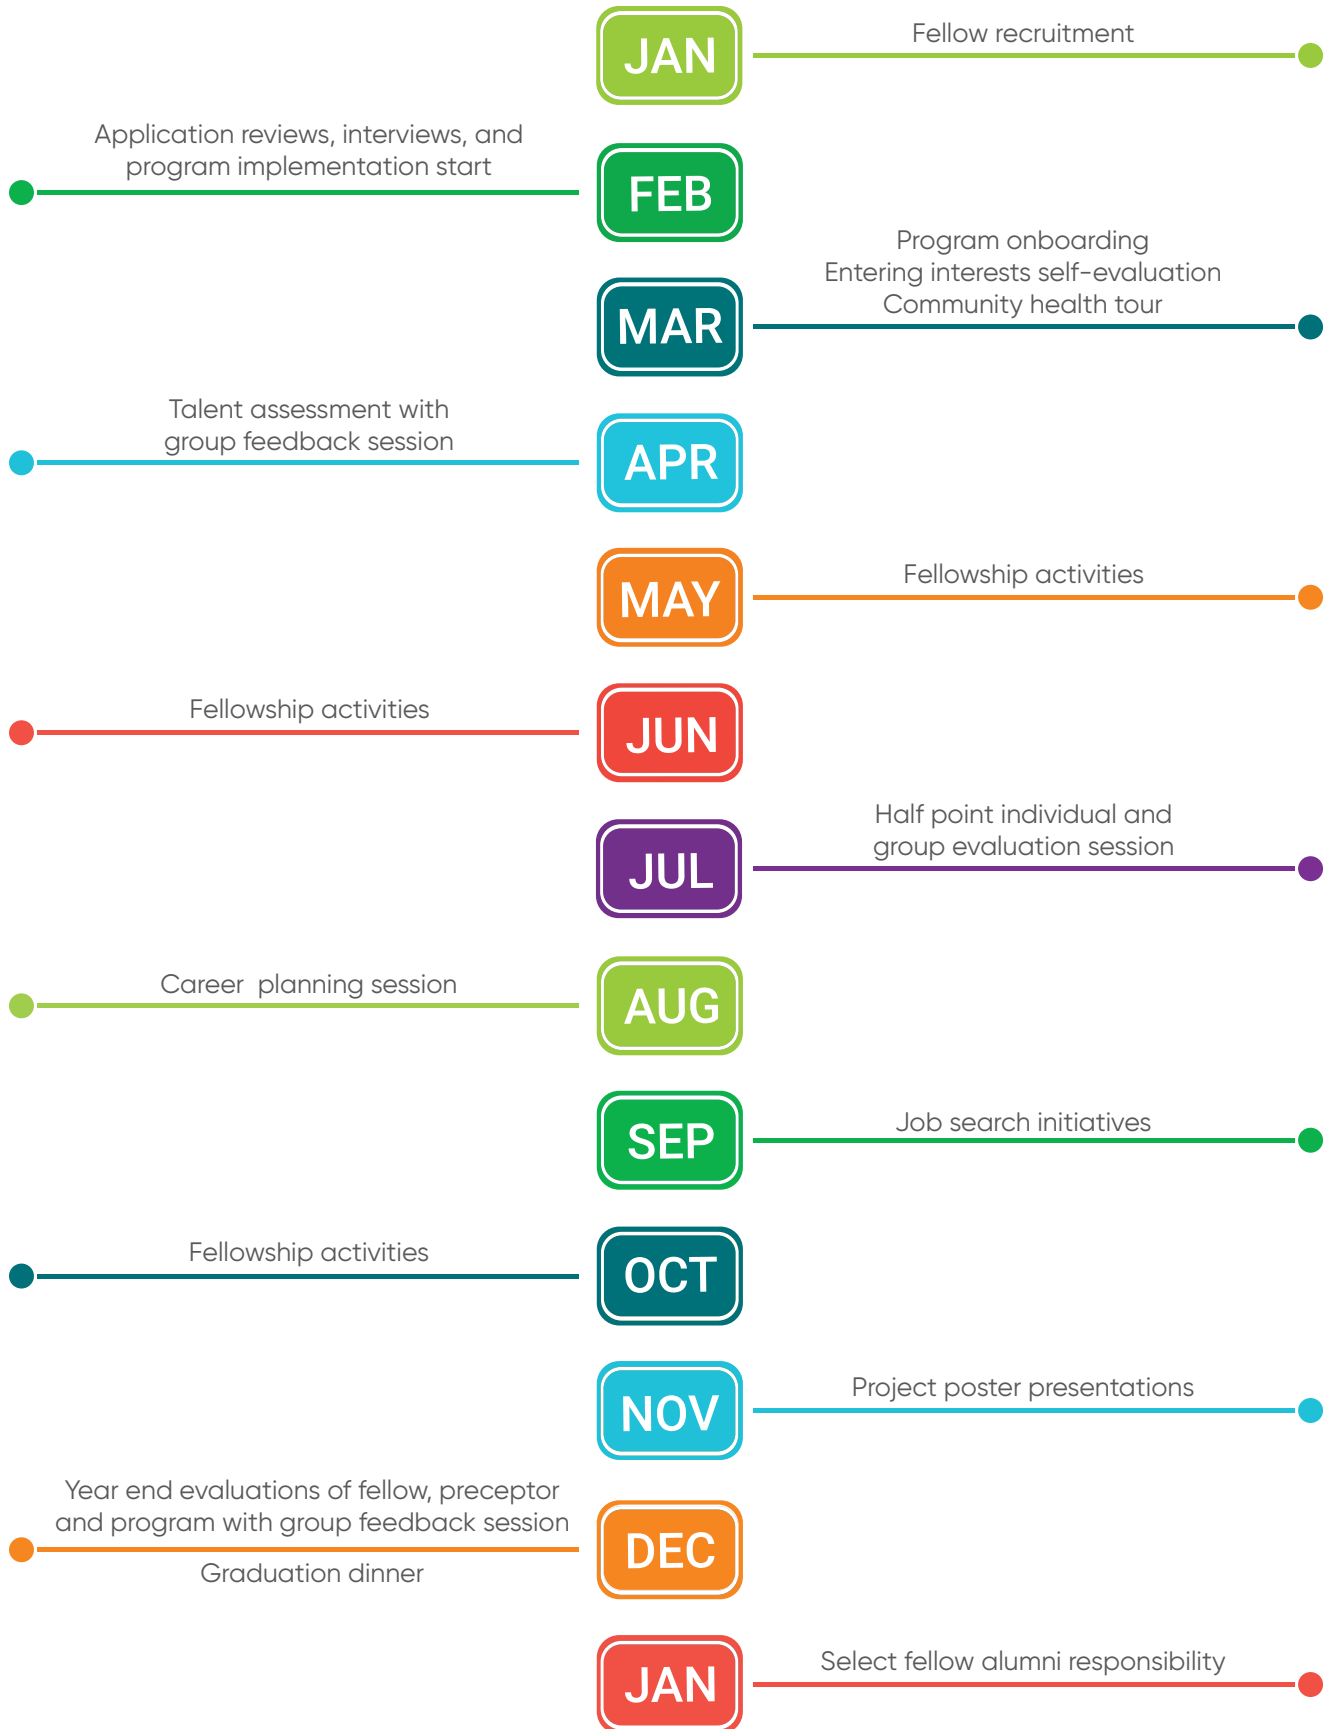 JAN
Fellow recruitment
Application reviews, interviews, and
program implementation start
FEB
Program onboarding
Entering interests self-evaluation
Community health tour
MAR
Talent assessment with
group feedback session
APR
Fellowship activities
MAY
Fellowship activities
JUN
Half point individual and
group evaluation session
JUL
Career  planning session
AUG
Job search initiatives
SEP
Fellowship activities
OCT
Project poster presentations
NOV
Year end evaluations of fellow, preceptor
and program with group feedback session
Graduation dinner
DEC
Select fellow alumni responsibility
JAN